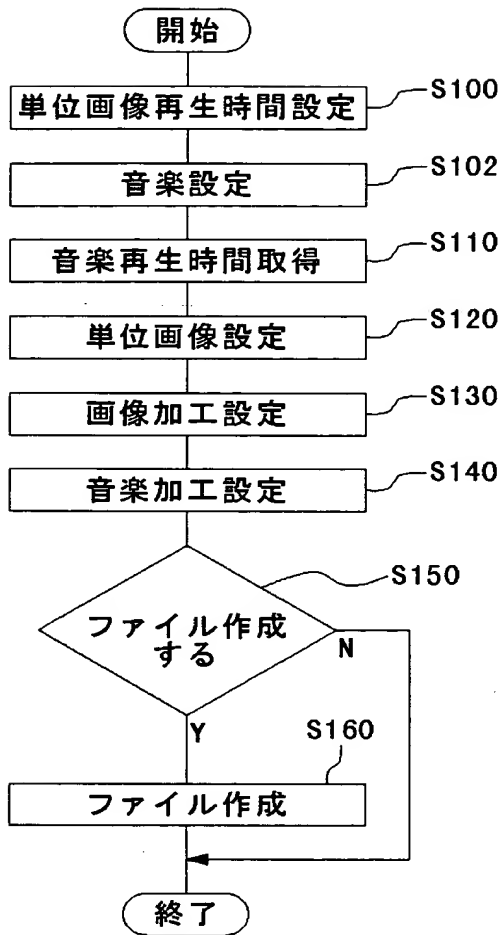 開始
単位画像再生時間設定
S100
音楽設定
S102
音楽再生時間取得
S110
単位画像設定
S120
画像加工設定
S130
音楽加工設定
S140
S150
ファイル作成
する
N
Y
S160
ファイル作成
終了